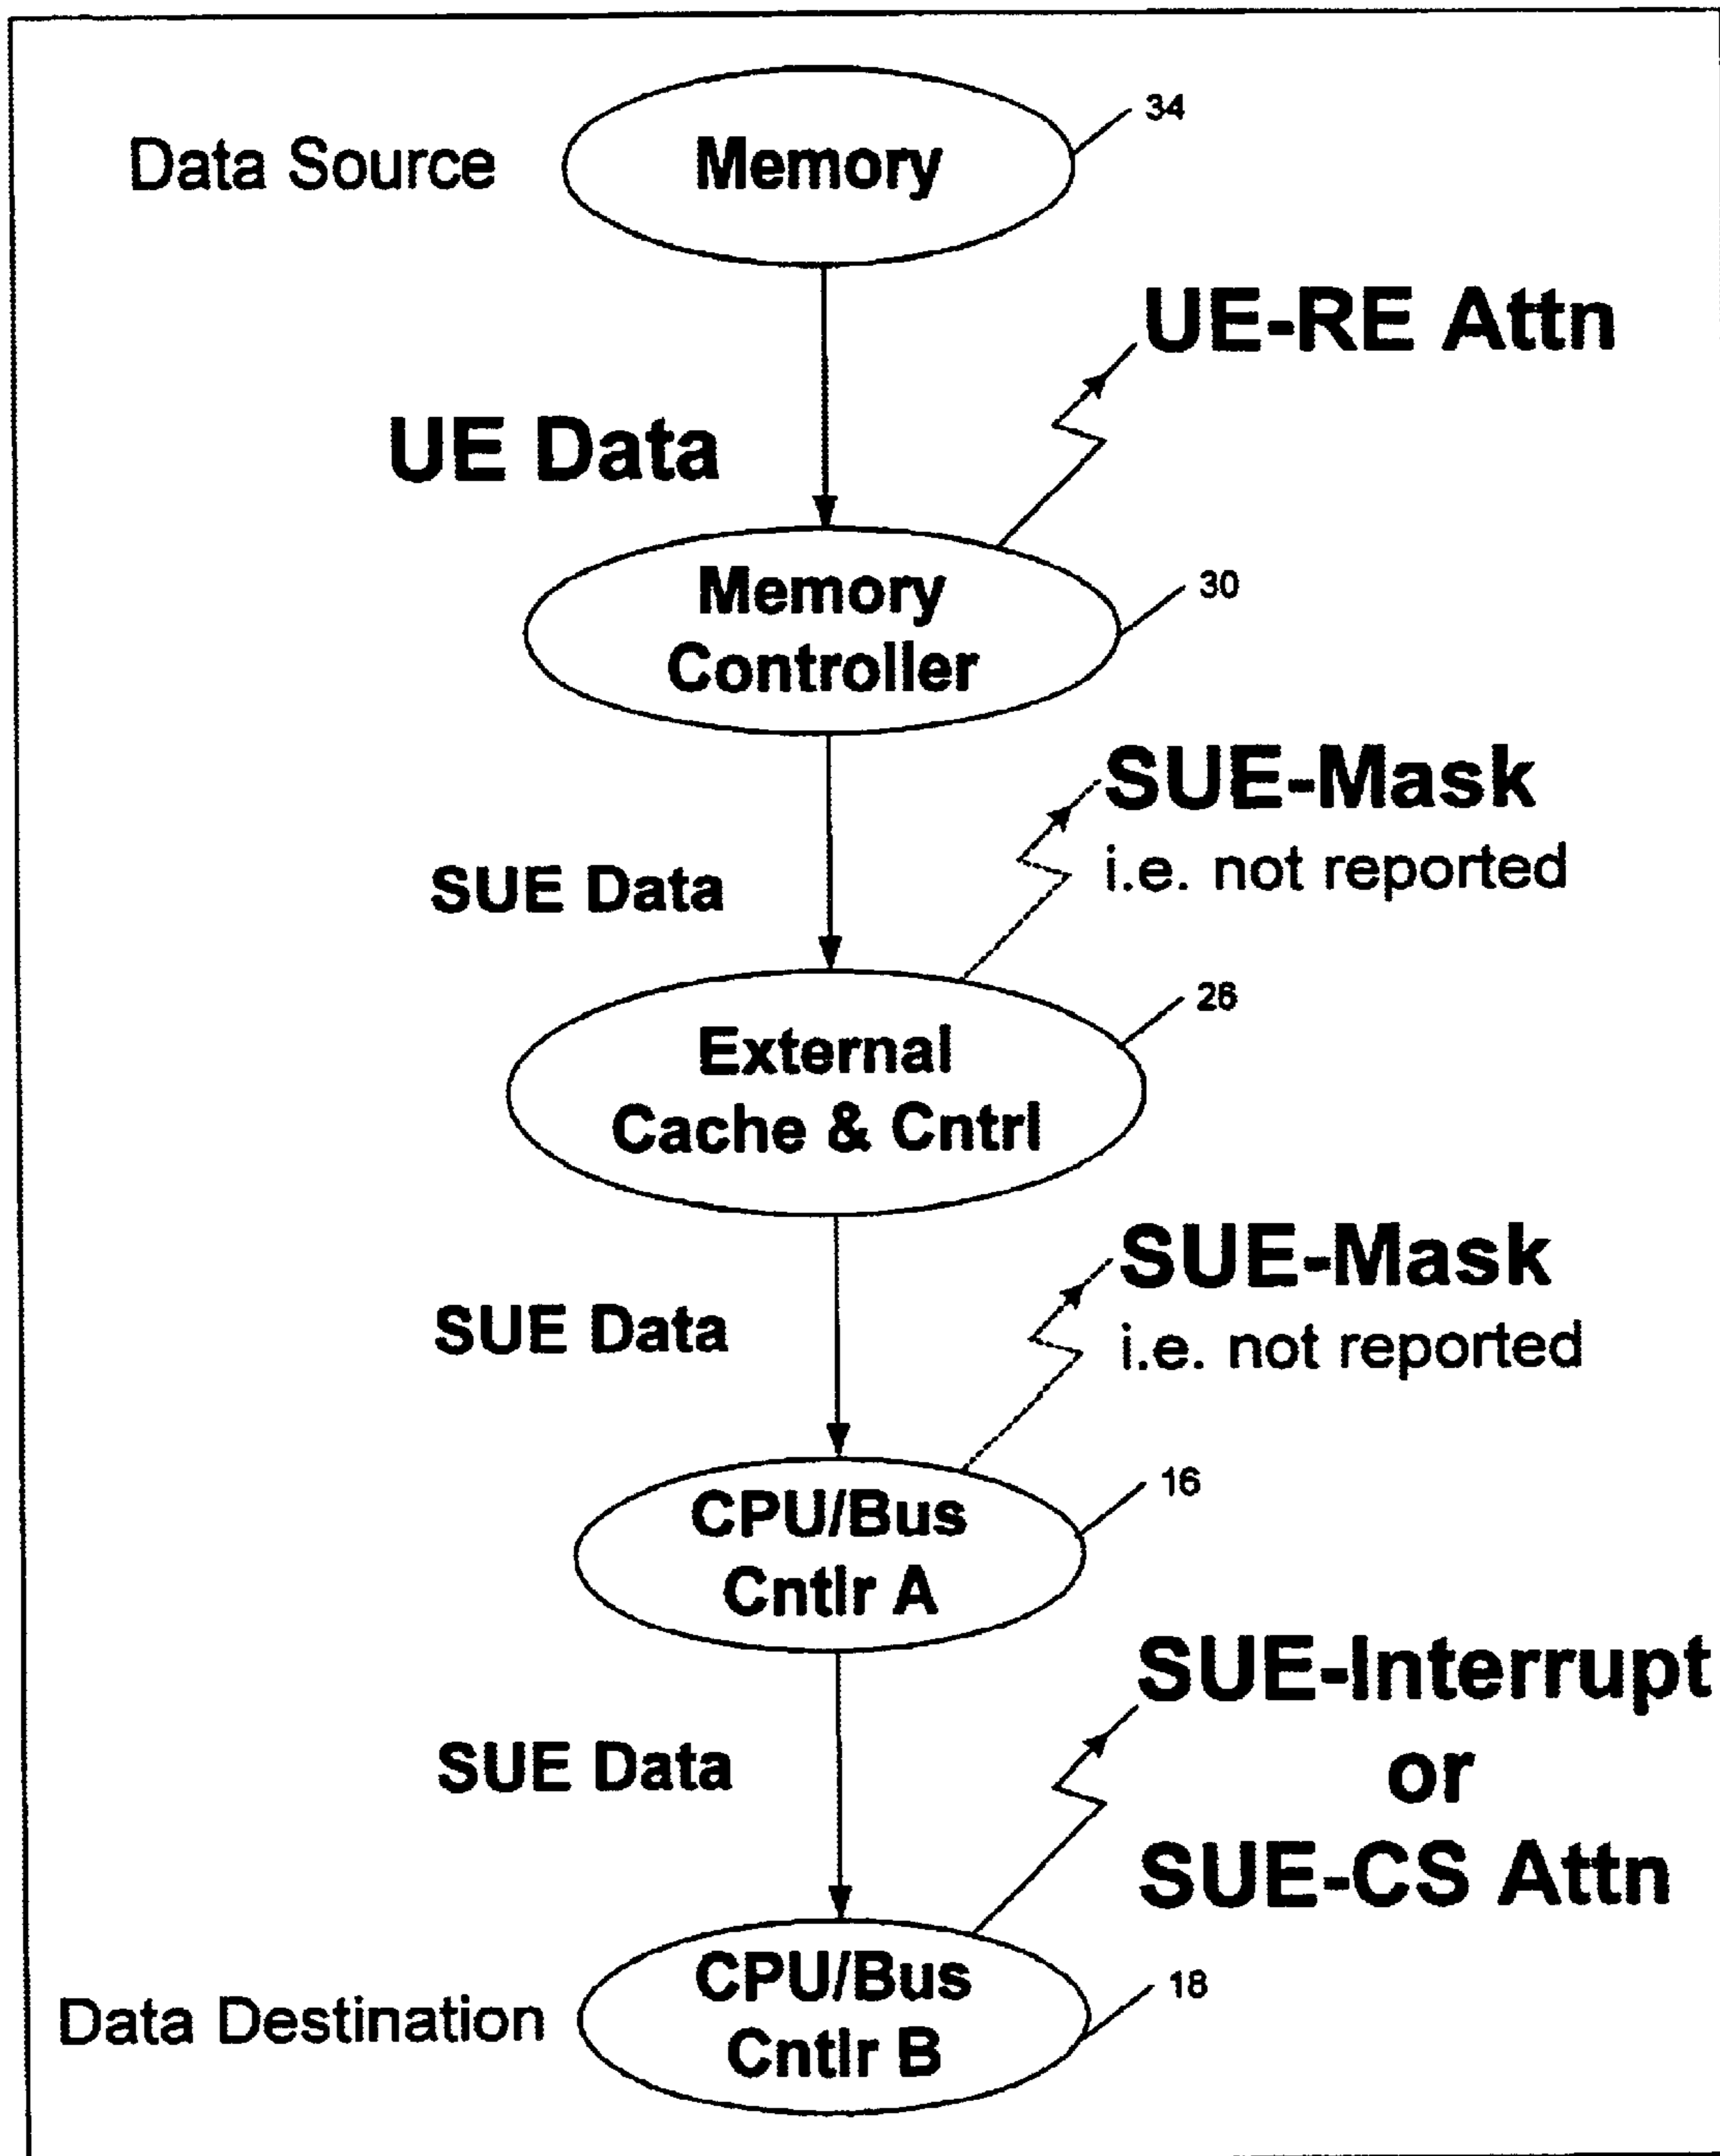 34
Data Source
Memory
UE-RE Attn
UE Data
Memory
Controller
30
SUE-Mask
i.e. not reported
SUE Data
26
External
Cache & Cntrl
SUE-Mask
i.e. not reported
SUE Data
16
CPU/Bus
Cntlr A
SUE-Interrupt
or
SUE-CS Attn
SUE Data
18
CPU/Bus
Cntlr B
Data Destination